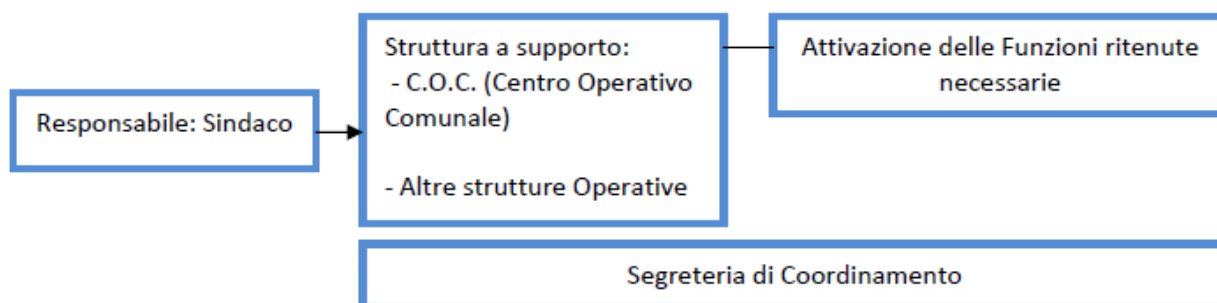 Responsabile: Sindaco
Struttura a supporto:
- C.O.C. (Centro Operativo
Comunale)
- Altre strutture Operative
Attivazione delle Funzioni ritenute
necessarie
Segreteria di Coordinamento